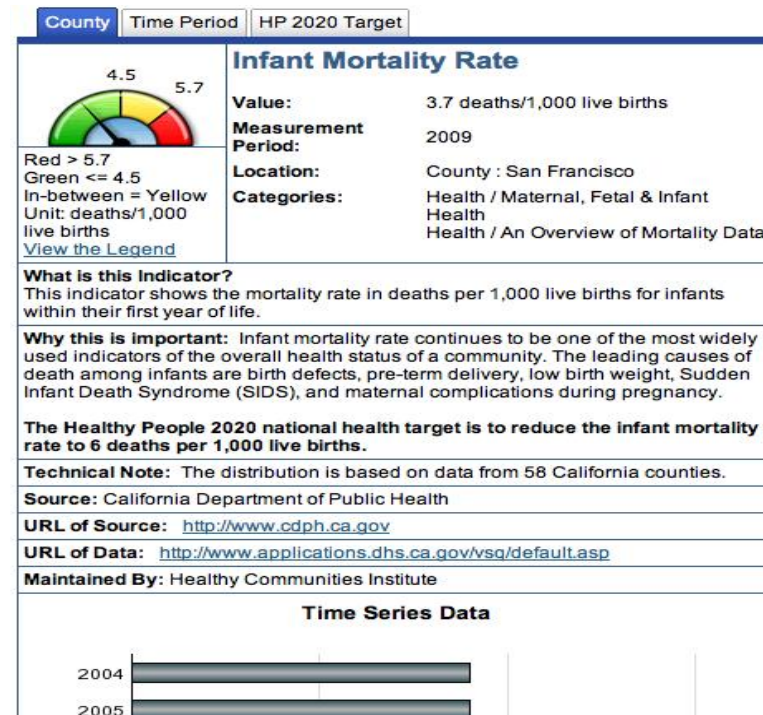 County Time Period HP 2020 Target
4.5
5.7
Red > 5.7
Green <= 4.5
In-between = Yellow
Unit: deaths/1,000
live births
View the Legend
Infant Mortality Rate
Value: 3.7 deaths/1,000 live births
Measurement
Period: 2009
Location: County : San Francisco
Categories: Health / Maternal, Fetal & Infant
Health
Health / An Overview of Mortality Data
What is this Indicator?
This indicator shows the mortality rate in deaths per 1,000 live births for infants
within their first year of life.
Why this is important: Infant mortality rate continues to be one of the most widely
used indicators of the overall health status of a community. The leading causes of
death among infants are birth defects, pre-term delivery, low birth weight, Sudden
Infant Death Syndrome (SIDS), and maternal complications during pregnancy.
The Healthy People 2020 national health target is to reduce the infant mortality
rate to 6 deaths per 1,000 live births.
Technical Note: The distribution is based on data from 58 California counties.
Source: California Department of Public Health
URL of Source: http://www.cdph.ca.gov
URL of Data: http://www.applications.dhs.ca.gov/vsq/default.asp
Maintained By: Healthy Communities Institute
Time Series Data
2004
2005